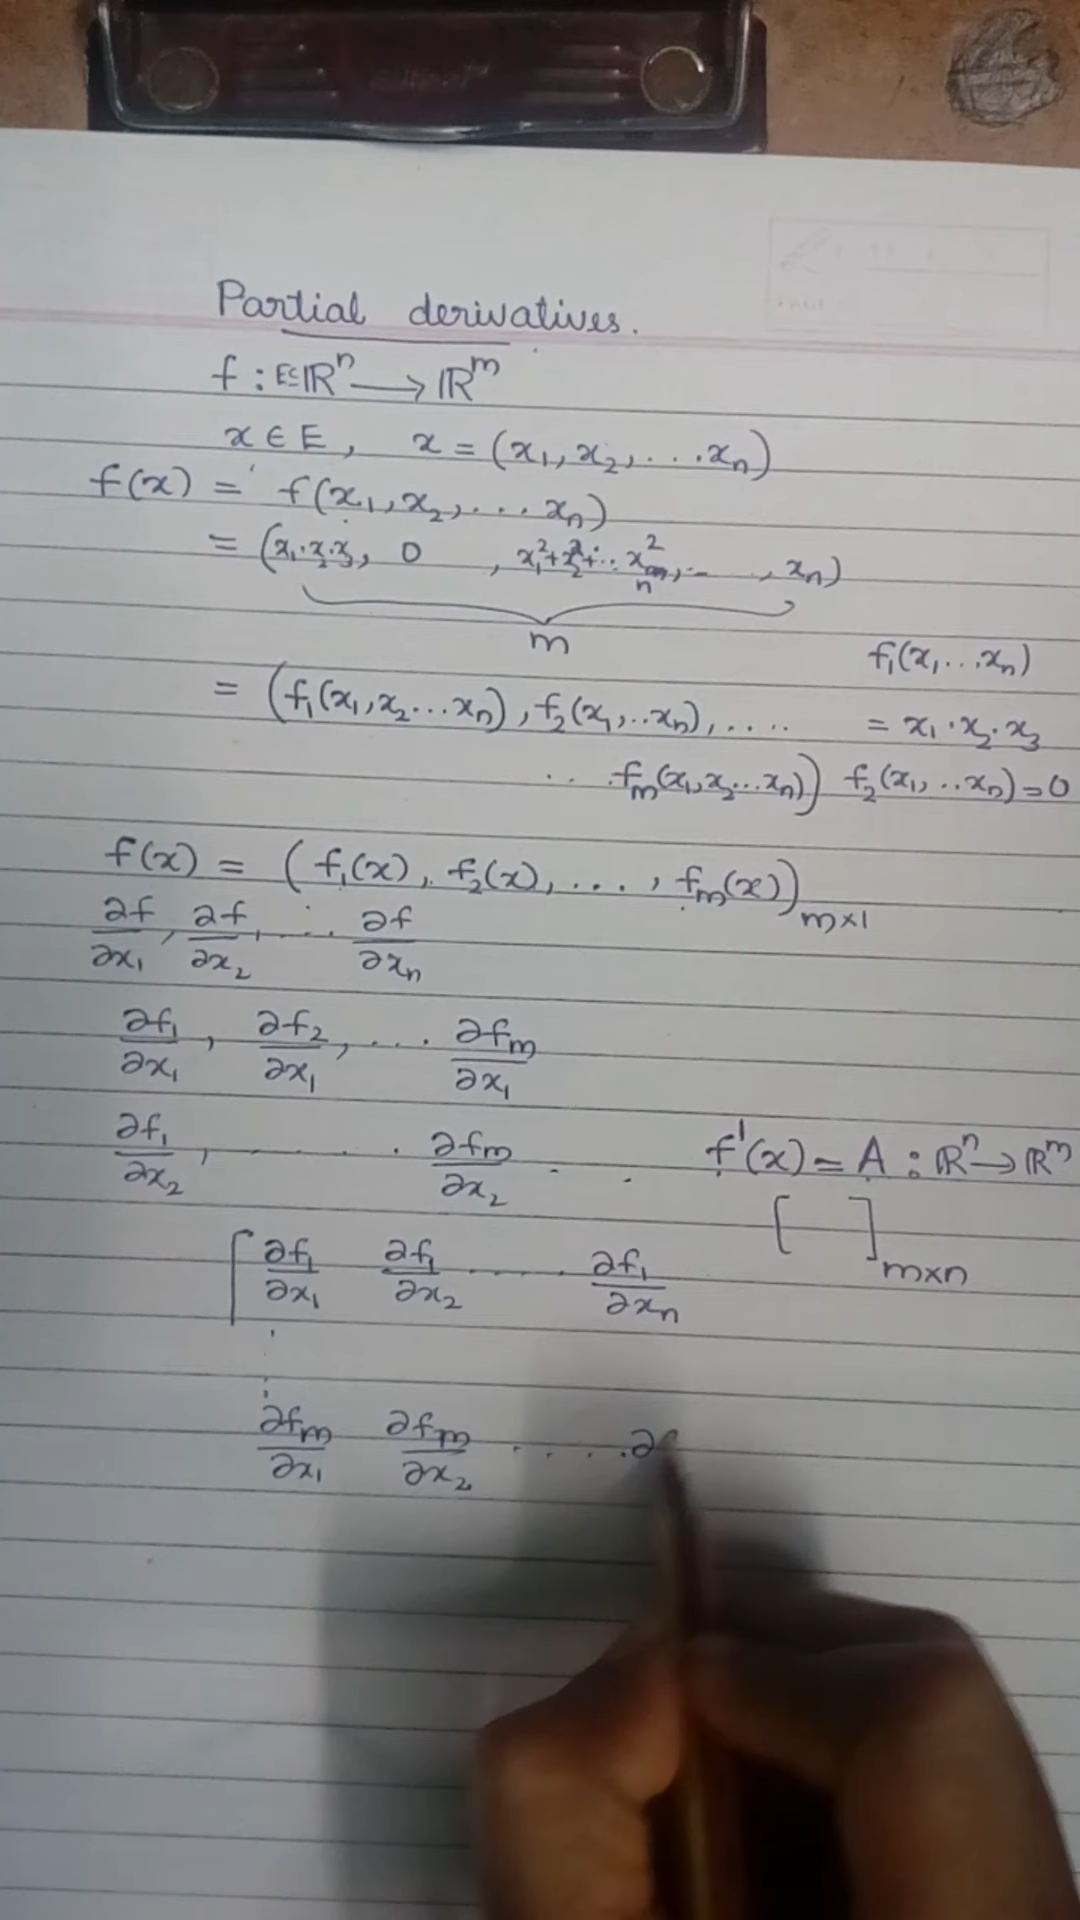 Partial derivatives.
f : E⊆ℝⁿ ⟶ ℝᵐ
x ∈ E, x = (x₁, x₂, ... xₙ)
f(x) = f(x₁, x₂, ... xₙ)
= (x₁·x₂·x₃, 0, x₁²+x₂²+... xₙ², ..., xₙ)
m
f₁(x₁, ... xₙ)
= (f₁(x₁, x₂ ... xₙ), f₂(x₁, .. xₙ), ....
= x₁·x₂·x₃
.. fₘ(x₁, x₂ ... xₙ)) f₂(x₁, .. xₙ) = 0
f(x) = (f₁(x), f₂(x), ..., fₘ(x))ₘₓ₁
∂f/∂x₁, ∂f/∂x₂, ... ∂f/∂xₙ
∂f₁/∂x₁, ∂f₂/∂x₁, ... ∂fₘ/∂x₁
∂f₁/∂x₂, ..... ∂fₘ/∂x₂ . .
f'(x) = A : ℝⁿ → ℝᵐ
[ ]ₘₓₙ
[ ∂f₁/∂x₁ ∂f₁/∂x₂ ..... ∂f₁/∂xₙ
⋮
∂fₘ/∂x₁ ∂fₘ/∂x₂ ..... ∂